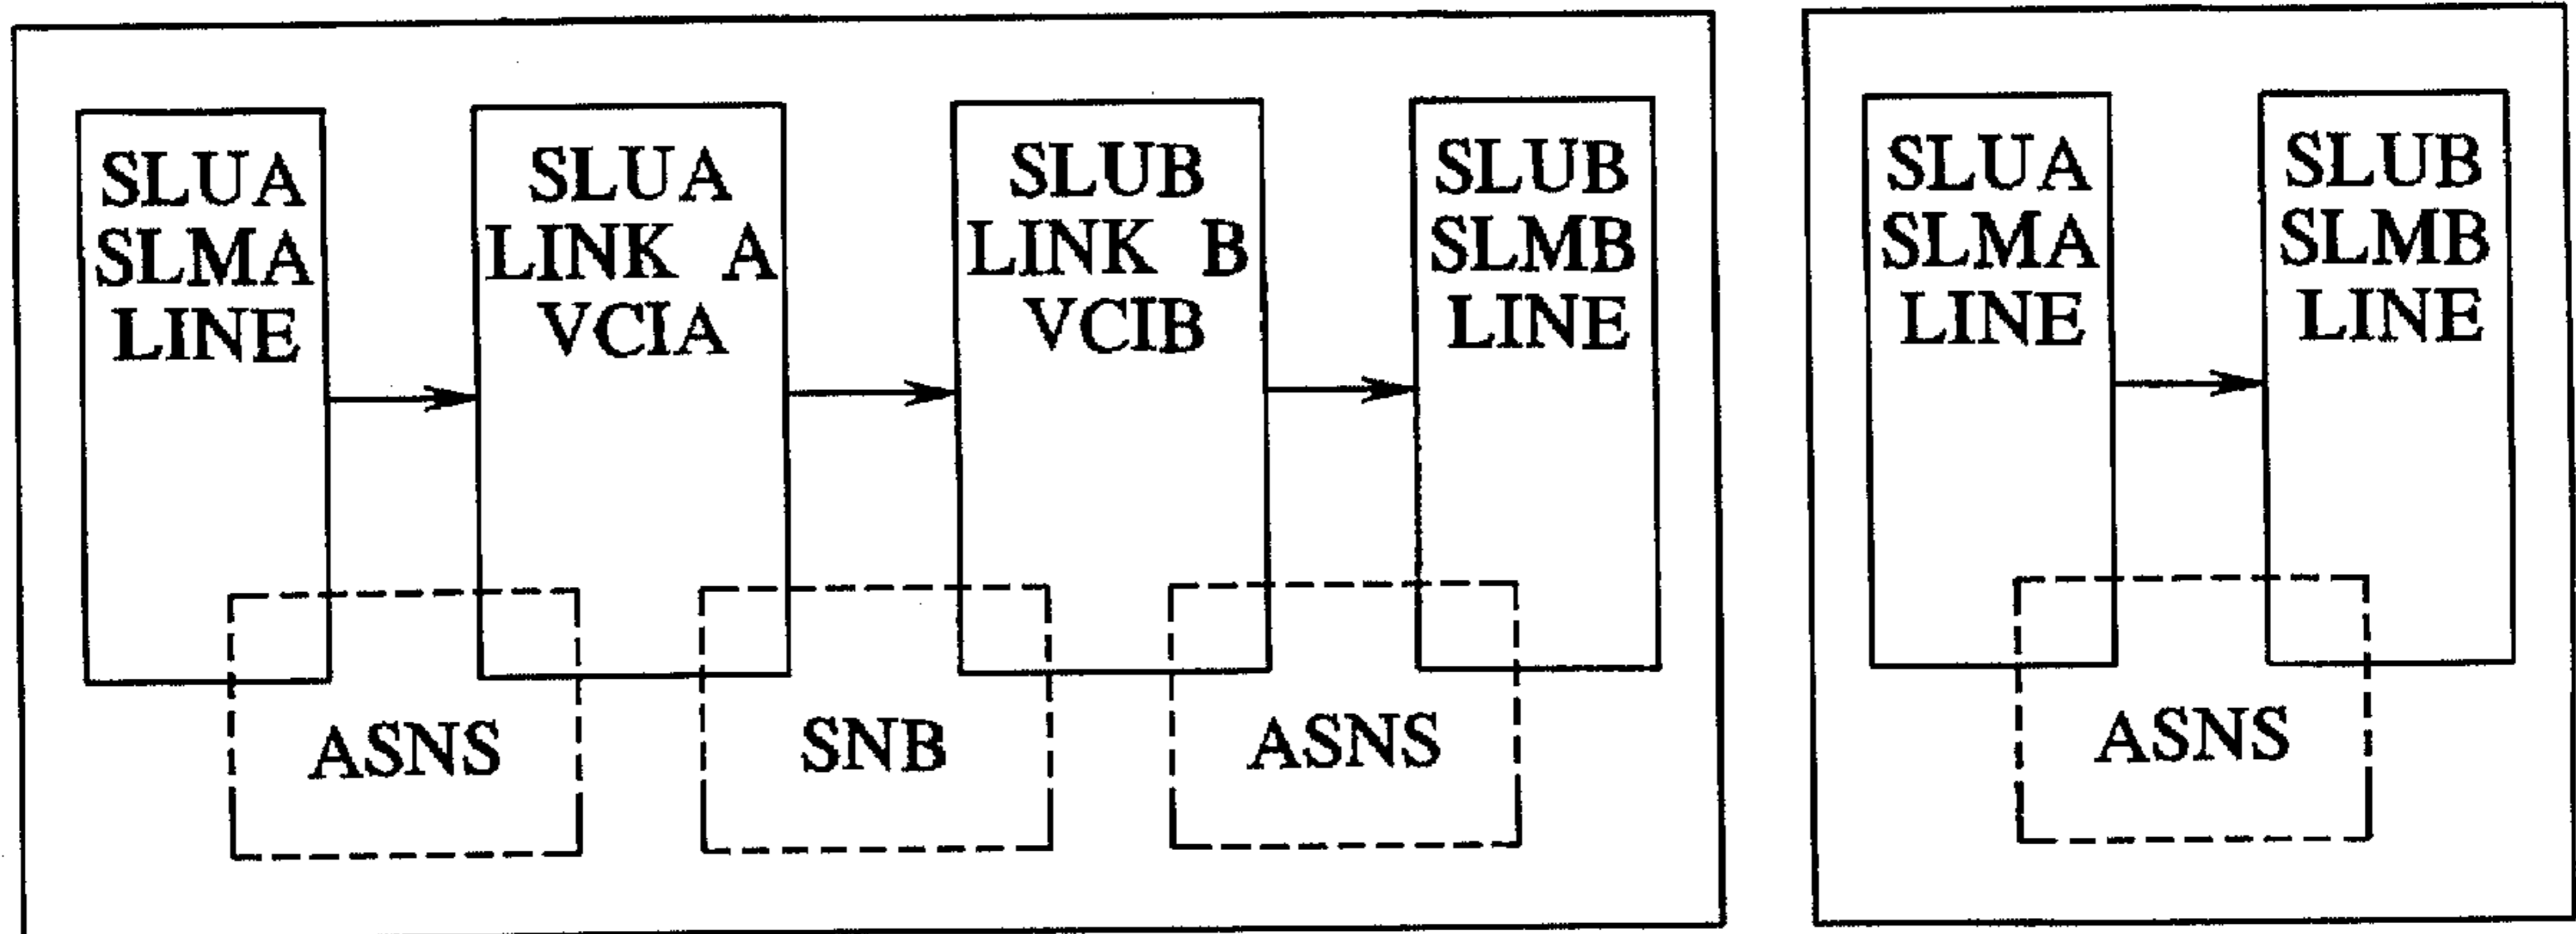 SLUA
SLMA
LINE
SLUA
LINK A
VCIA
SLUB
LINK B
VCIB
SLUB
SLMB
LINE
ASNS
SNB
ASNS
SLUA
SLMA
LINE
SLUB
SLMB
LINE
ASNS